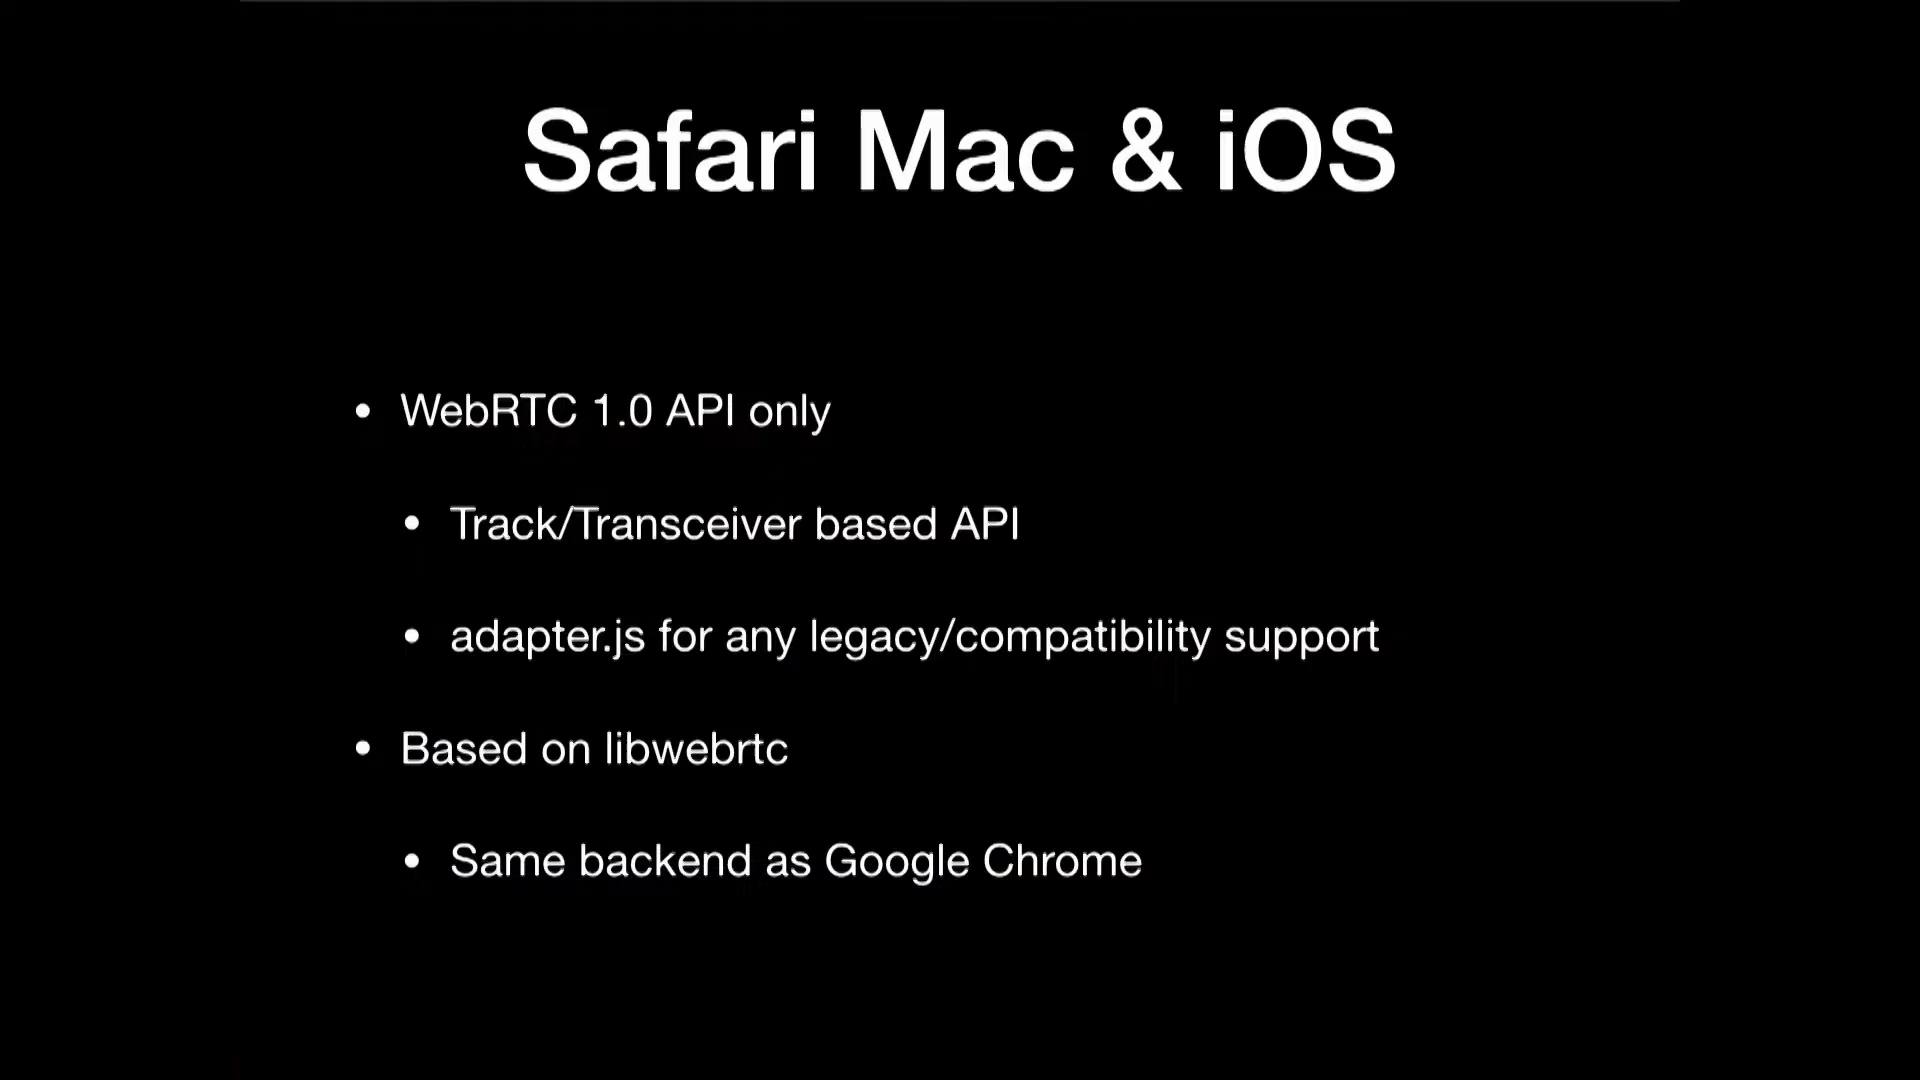 Safari Mac & iOS
• WebRTC 1.0 API only
• Track/Transceiver based API
• adapter.js for any legacy/compatibility support
• Based on libwebrtc
• Same backend as Google Chrome